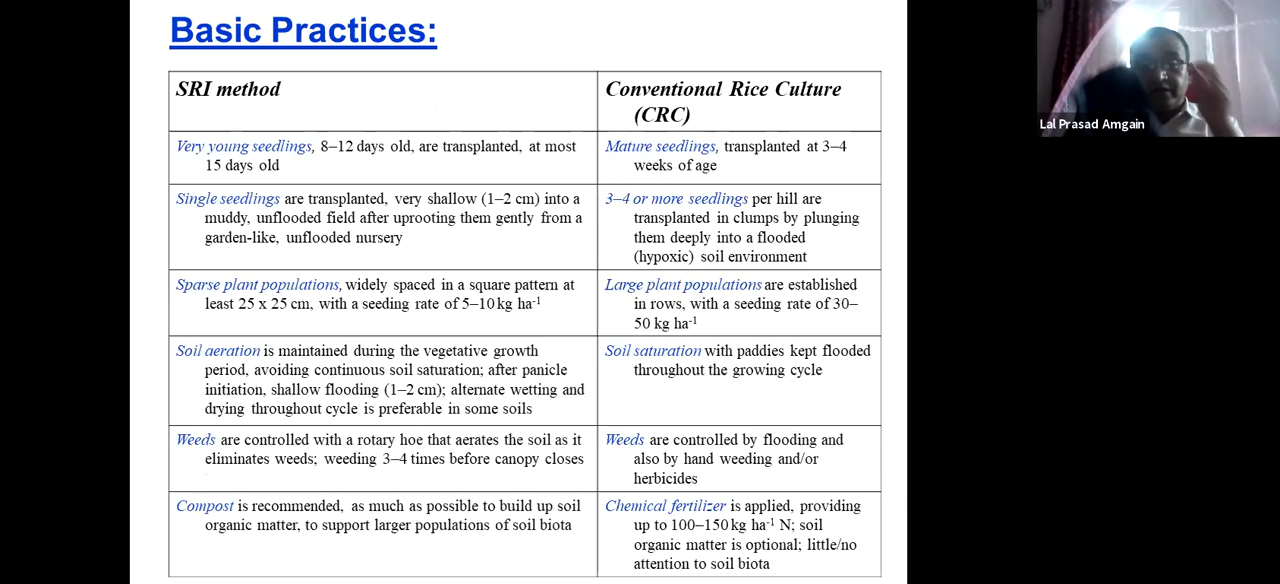 Basic Practices:
SRI method
Conventional Rice Culture
(CRC)
Very young seedlings, 8–12 days old, are transplanted, at most
15 days old
Mature seedlings, transplanted at 3–4
weeks of age
Single seedlings are transplanted, very shallow (1–2 cm) into a
muddy, unflooded field after uprooting them gently from a
garden-like, unflooded nursery
3–4 or more seedlings per hill are
transplanted in clumps by plunging
them deeply into a flooded
(hypoxic) soil environment
Sparse plant populations, widely spaced in a square pattern at
least 25 x 25 cm, with a seeding rate of 5–10 kg ha-1
Large plant populations are established
in rows, with a seeding rate of 30–
50 kg ha-1
Soil aeration is maintained during the vegetative growth
period, avoiding continuous soil saturation; after panicle
initiation, shallow flooding (1–2 cm); alternate wetting and
drying throughout cycle is preferable in some soils
Soil saturation with paddies kept flooded
throughout the growing cycle
Weeds are controlled with a rotary hoe that aerates the soil as it
eliminates weeds; weeding 3–4 times before canopy closes
Weeds are controlled by flooding and
also by hand weeding and/or
herbicides
Compost is recommended, as much as possible to build up soil
organic matter, to support larger populations of soil biota
Chemical fertilizer is applied, providing
up to 100–150 kg ha-1 N; soil
organic matter is optional; little/no
attention to soil biota
Lal Prasad Amgain